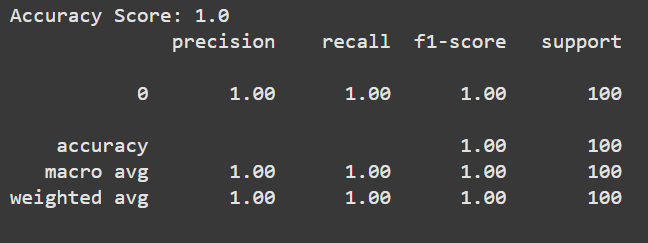 Accuracy Score: 1.0
precision recall f1-score support
0 1.00 1.00 1.00 100
accuracy 1.00 100
macro avg 1.00 1.00 1.00 100
weighted avg 1.00 1.00 1.00 100